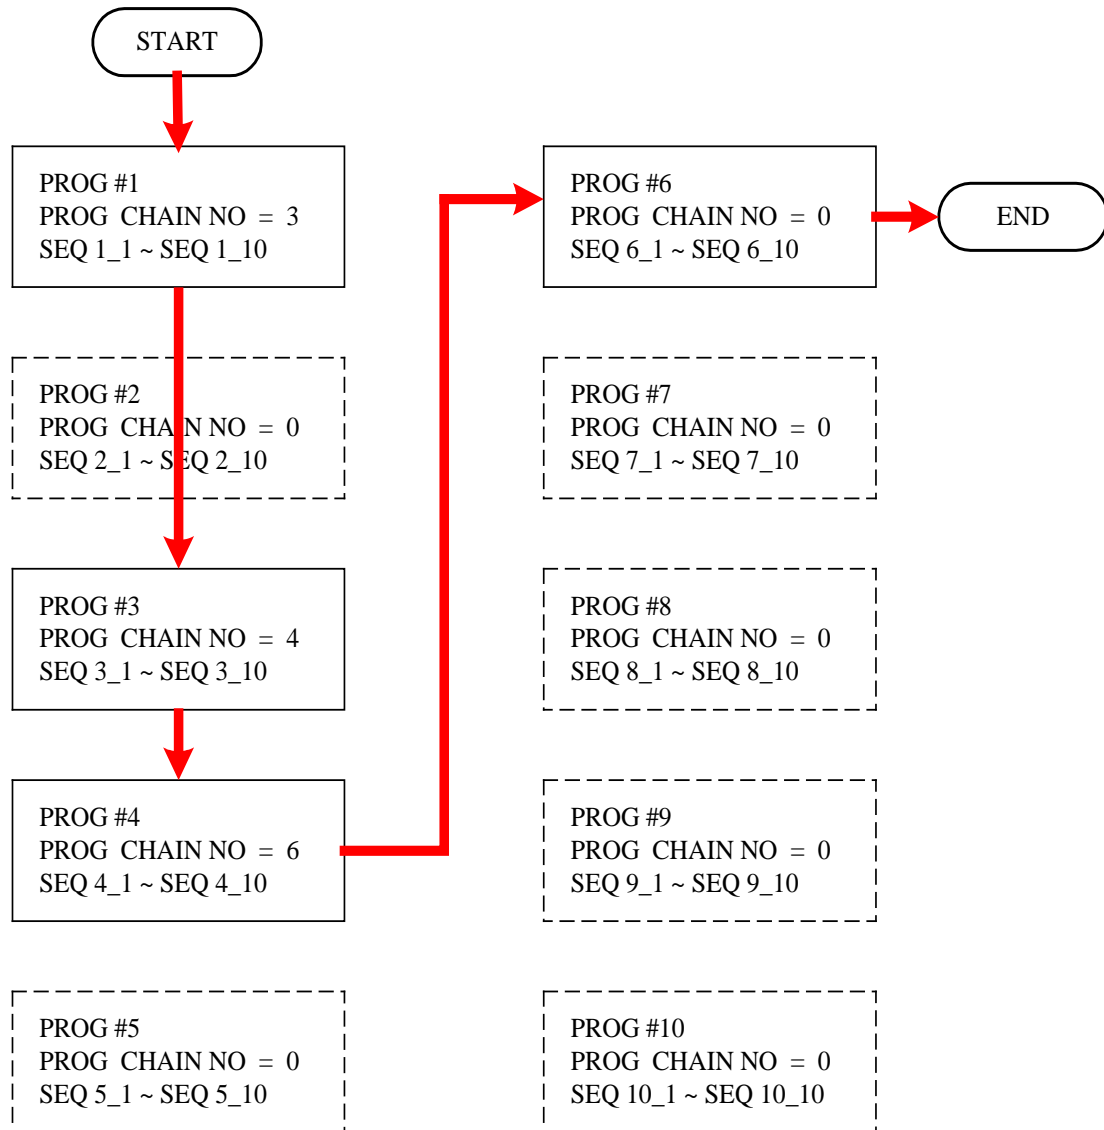 START
PROG #1
PROG CHAIN NO = 3
SEQ 1_1 ~ SEQ 1_10
PROG #2
PROG CHAIN NO = 0
SEQ 2_1 ~ SEQ 2_10
PROG #3
PROG CHAIN NO = 4
SEQ 3_1 ~ SEQ 3_10
PROG #4
PROG CHAIN NO = 6
SEQ 4_1 ~ SEQ 4_10
PROG #5
PROG CHAIN NO = 0
SEQ 5_1 ~ SEQ 5_10
PROG #6
PROG CHAIN NO = 0
SEQ 6_1 ~ SEQ 6_10
END
PROG #7
PROG CHAIN NO = 0
SEQ 7_1 ~ SEQ 7_10
PROG #8
PROG CHAIN NO = 0
SEQ 8_1 ~ SEQ 8_10
PROG #9
PROG CHAIN NO = 0
SEQ 9_1 ~ SEQ 9_10
PROG #10
PROG CHAIN NO = 0
SEQ 10_1 ~ SEQ 10_10